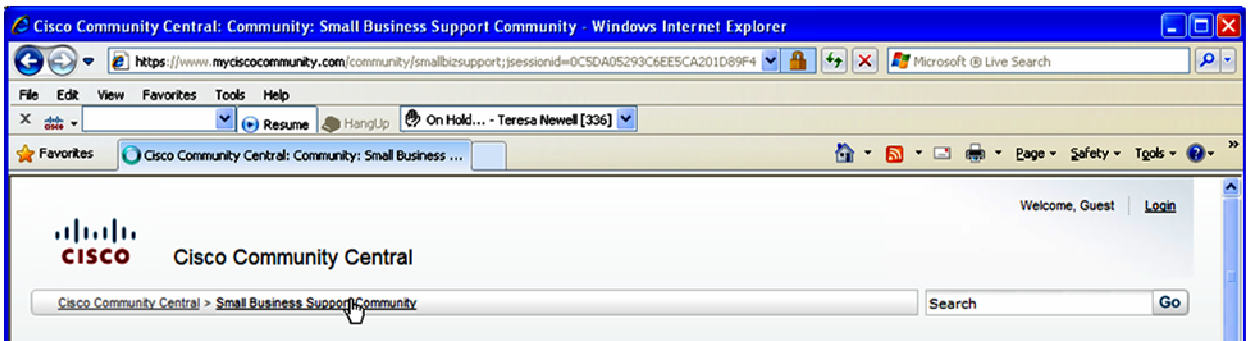 Cisco Community Central: Community: Small Business Support Community - Windows Internet Explorer
https://www.myciscocommunity.com/community/smallbizsupport;jsessionid=0C5DA05293C6EE5CA201D89F4 Microsoft ® Live Search
File Edit View Favorites Tools Help
X CISCO Resume HangUp On Hold... - Teresa Newell [336]
Favorites Cisco Community Central: Community: Small Business ... Page Safety Tools
Welcome, Guest Login
CISCO Cisco Community Central
Cisco Community Central > Small Business Support Community Search Go